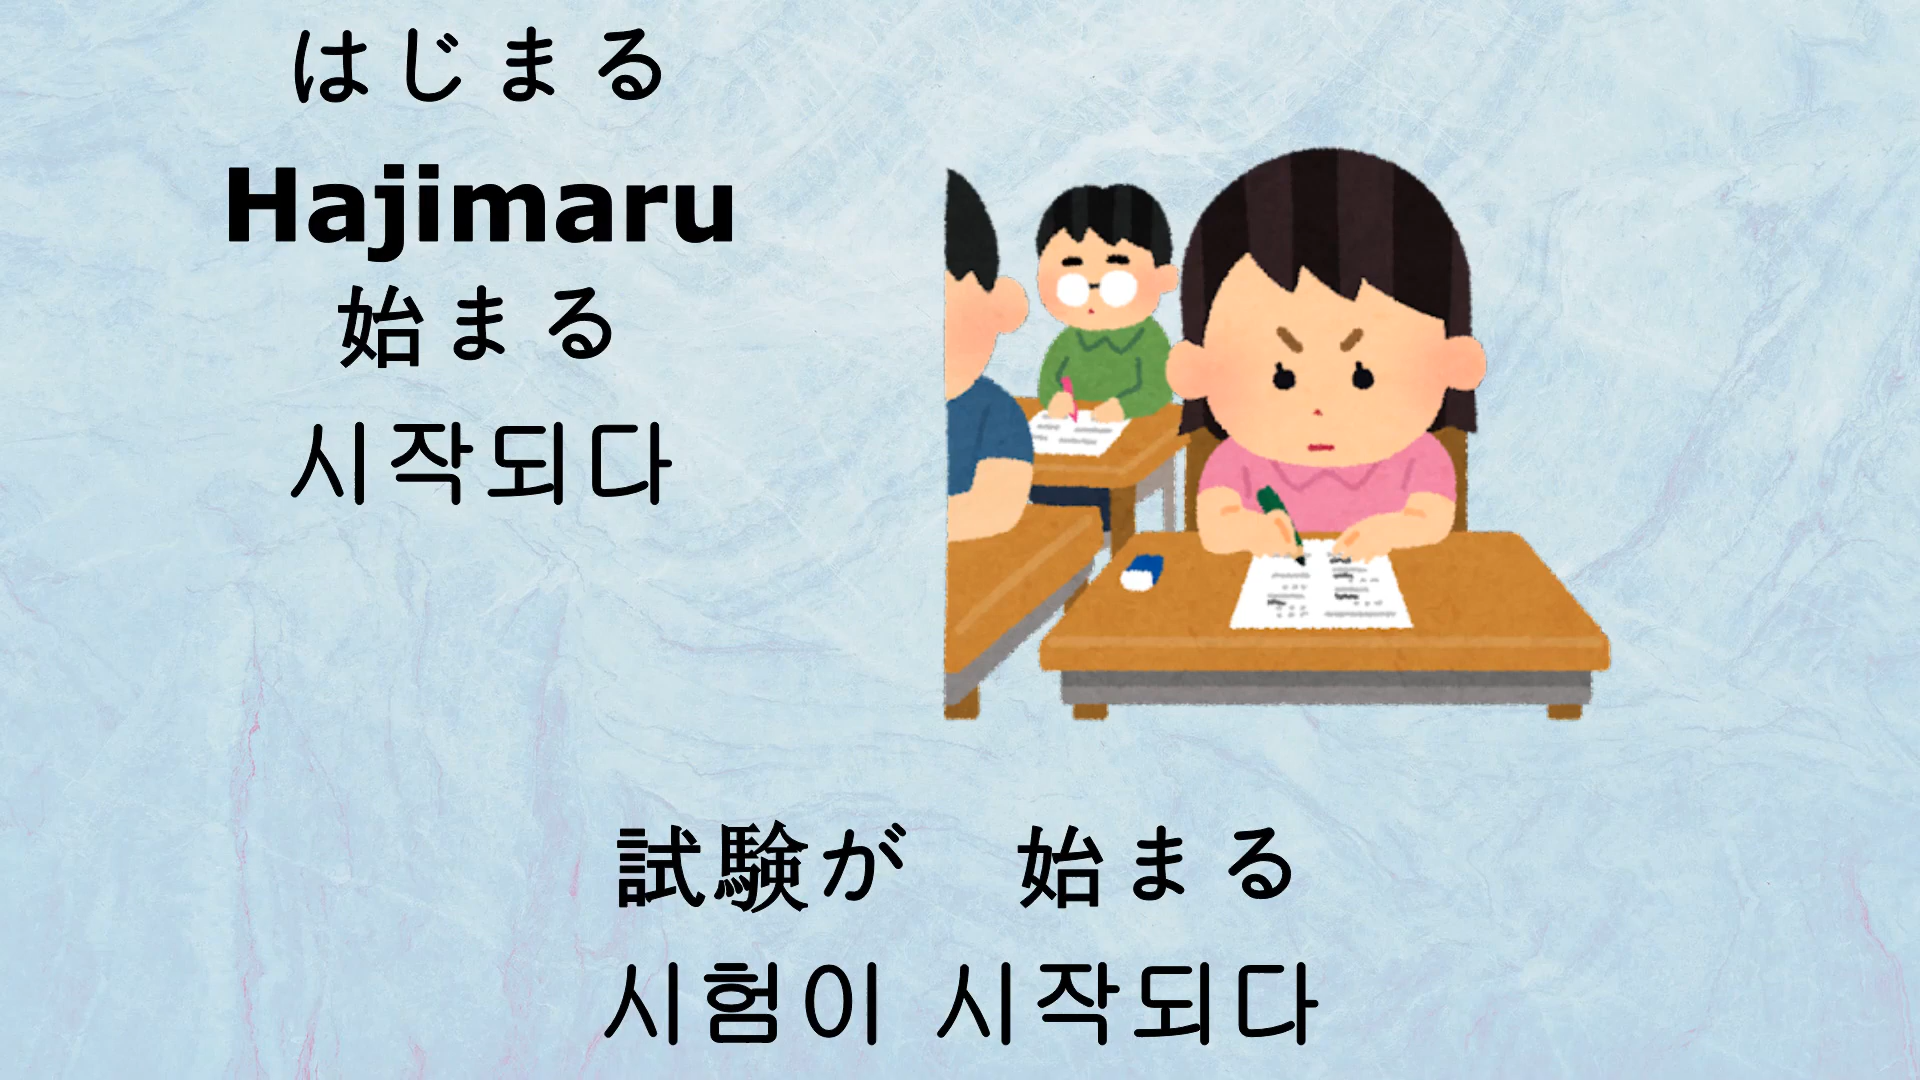 はじまる
Hajimaru
始まる
시작되다
試験が　始まる
시험이 시작되다